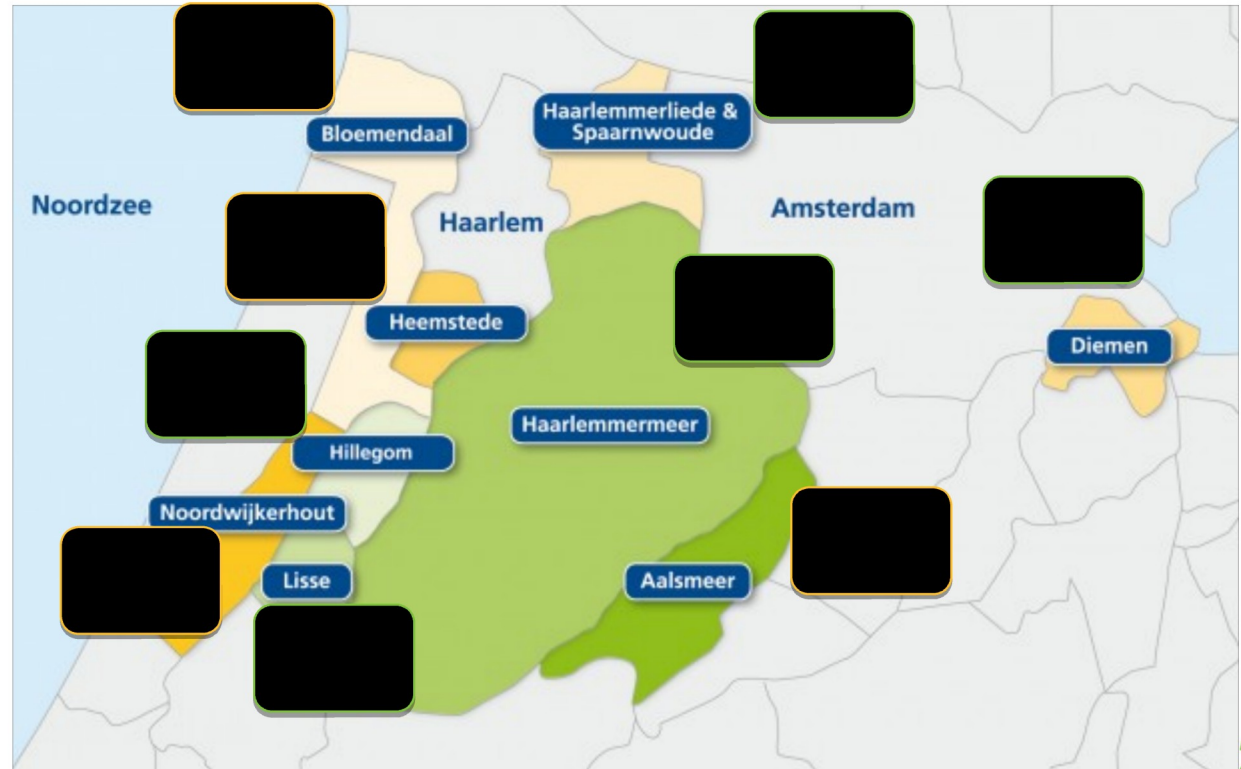 Bloemendaal
Haarlemmerliede &
Spaarnwoude
Noordzee
Haarlem
Amsterdam
Heemstede
Diemen
Haarlemmermeer
Hillegom
Noordwijkerhout
Lisse
Aalsmeer